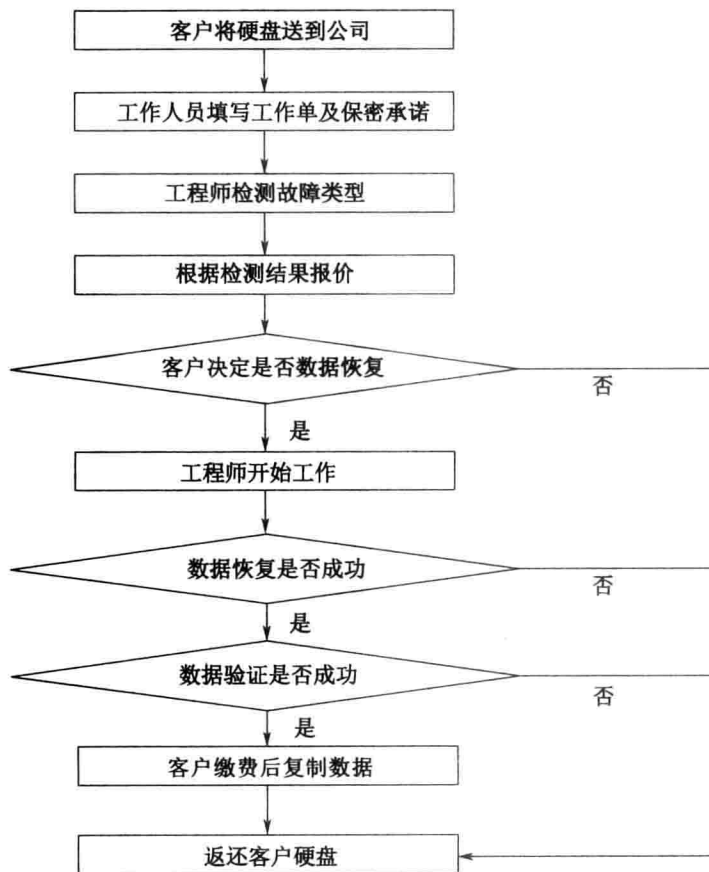 客户将硬盘送到公司
工作人员填写工作单及保密承诺
工程师检测故障类型
根据检测结果报价
客户决定是否数据恢复
否
是
工程师开始工作
数据恢复是否成功
否
是
数据验证是否成功
否
是
客户缴费后复制数据
返还客户硬盘